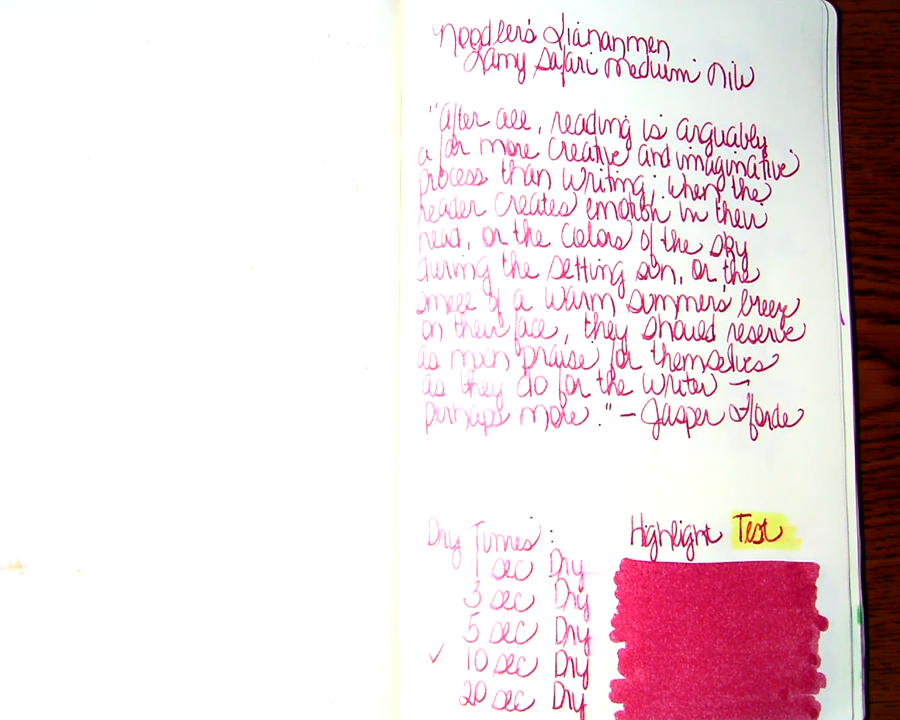 Noodler's Tiananmen
Lamy Safari Medium Nib
"After all, reading is arguably
a far more creative and imaginative
process than writing; when the
reader creates emotion in their
head, or the colors of the sky
during the setting sun, or the
smell of a warm summer's breeze
on their face, they should reserve
as much praise for themselves
as they do for the writer –
perhaps more." – Jasper Fforde
Dry Times:
1 sec Dry
3 sec Dry
5 sec Dry
✓ 10 sec Dry
20 sec Dry
Highlight Test